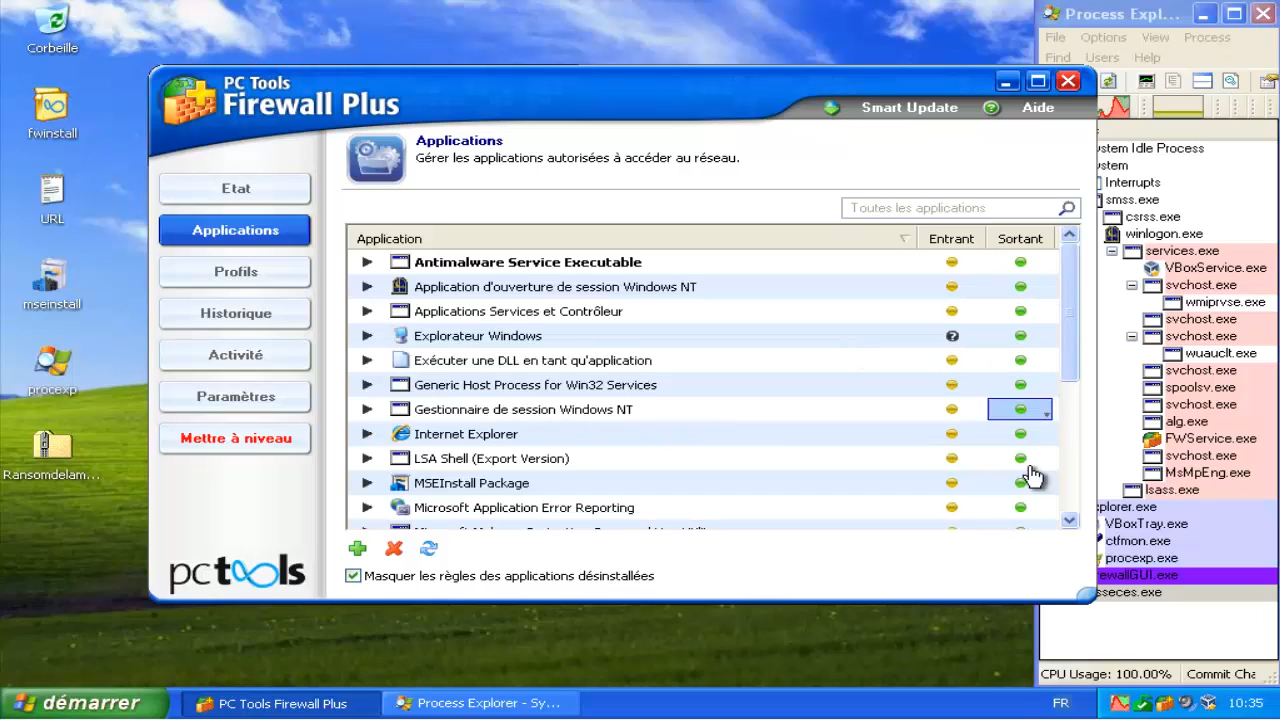 Corbeille
fwinstall
URL
mseinstall
procexp
Ransomdelam...
PC Tools
Firewall Plus
Smart Update
Aide
Applications
Gérer les applications autorisées à accéder au réseau.
Etat
Applications
Profils
Historique
Activité
Paramètres
Mettre à niveau
pctools
Toutes les applications
Application
Entrant
Sortant
Antimalware Service Executable
Application d'ouverture de session Windows NT
Applications Services et Contrôleur
Explorateur Windows
Exécuter une DLL en tant qu'application
Generic Host Process for Win32 Services
Gestionnaire de session Windows NT
Internet Explorer
LSA Shell (Export Version)
MSEInstall Package
Microsoft Application Error Reporting
Masquer les règles des applications désinstallées
Process Expl...
File Options View Process
Find Users Help
ystem Idle Process
ystem
Interrupts
smss.exe
csrss.exe
winlogon.exe
services.exe
VBoxService.exe
svchost.exe
wmiprvse.exe
svchost.exe
svchost.exe
wuauclt.exe
svchost.exe
spoolsv.exe
svchost.exe
alg.exe
FWService.exe
svchost.exe
MsMpEng.exe
lsass.exe
xplorer.exe
VBoxTray.exe
ctfmon.exe
procexp.exe
ewallGUI.exe
sseces.exe
CPU Usage: 100.00%
Commit Cha
démarrer
PC Tools Firewall Plus
Process Explorer - Sy...
FR
10:35